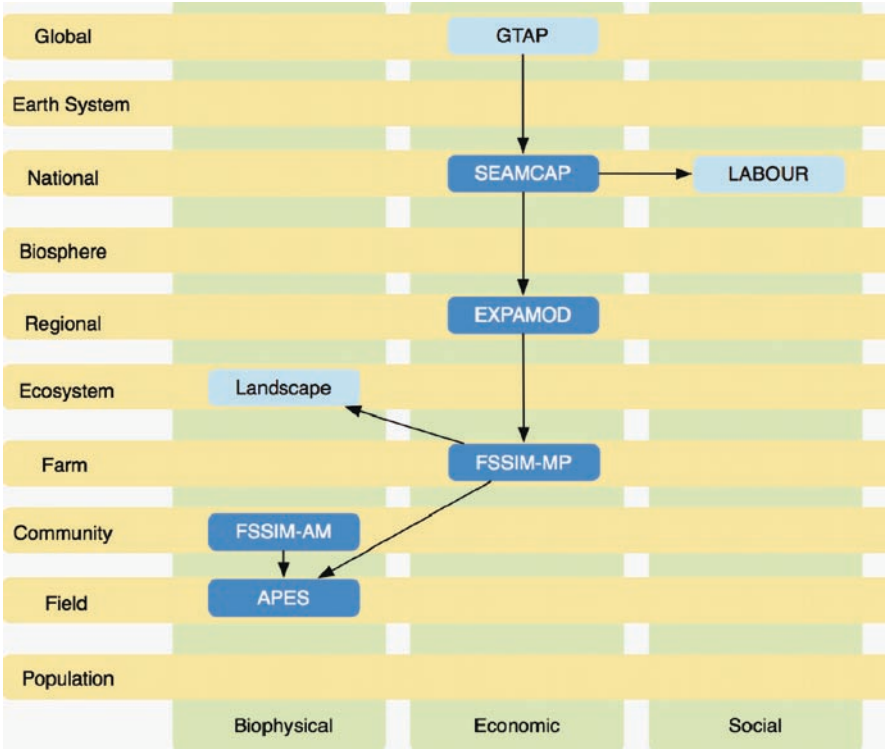 Global
GTAP
Earth System
National
SEAMCAP
LABOUR
Biosphere
Regional
EXPAMOD
Ecosystem
Landscape
Farm
FSSIM-MP
Community
FSSIM-AM
Field
APES
Population
Biophysical
Economic
Social